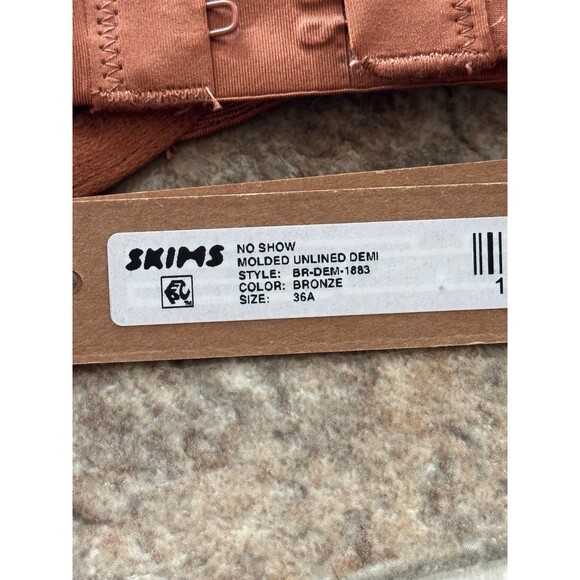 SKIMS
NO SHOW
MOLDED UNLINED DEMI
STYLE: BR-DEM-1883
COLOR: BRONZE
SIZE: 36A
1